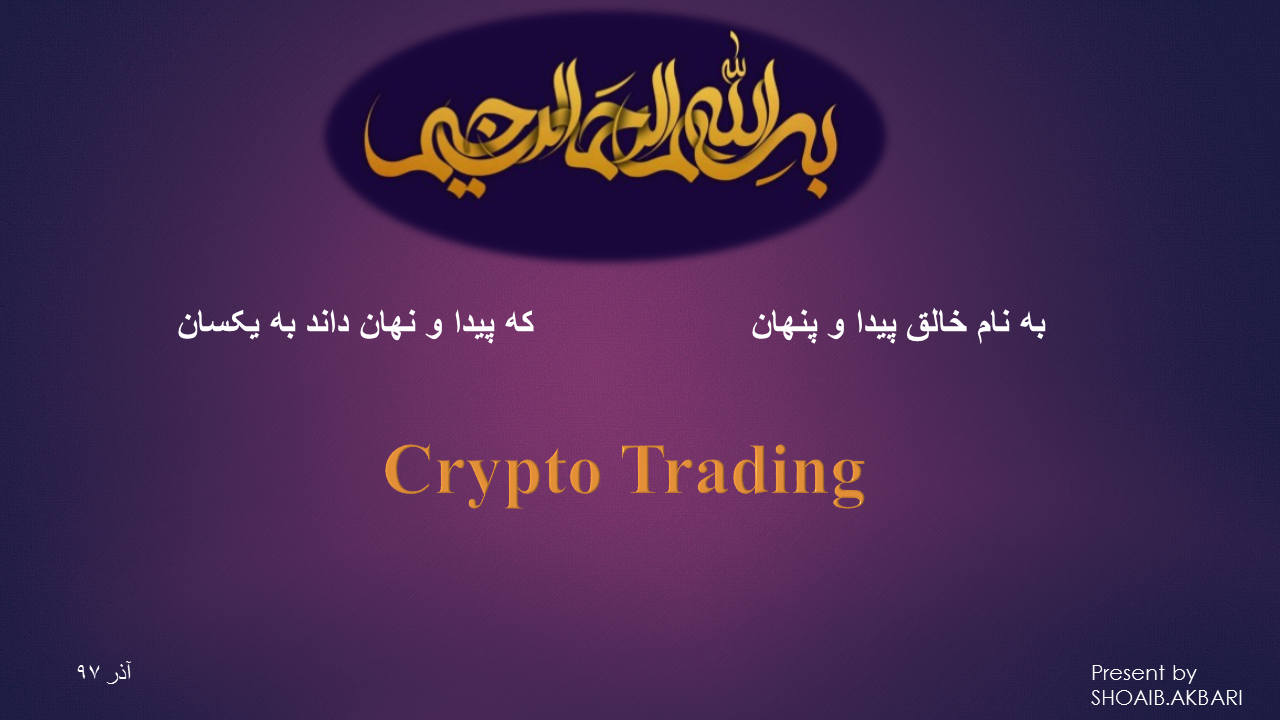 بسم الله الرحمن الرحیم
به نام خالق پیدا و پنهان که پیدا و نهان داند به یکسان
Crypto Trading
آذر ۹۷
Present by
SHOAIB.AKBARI